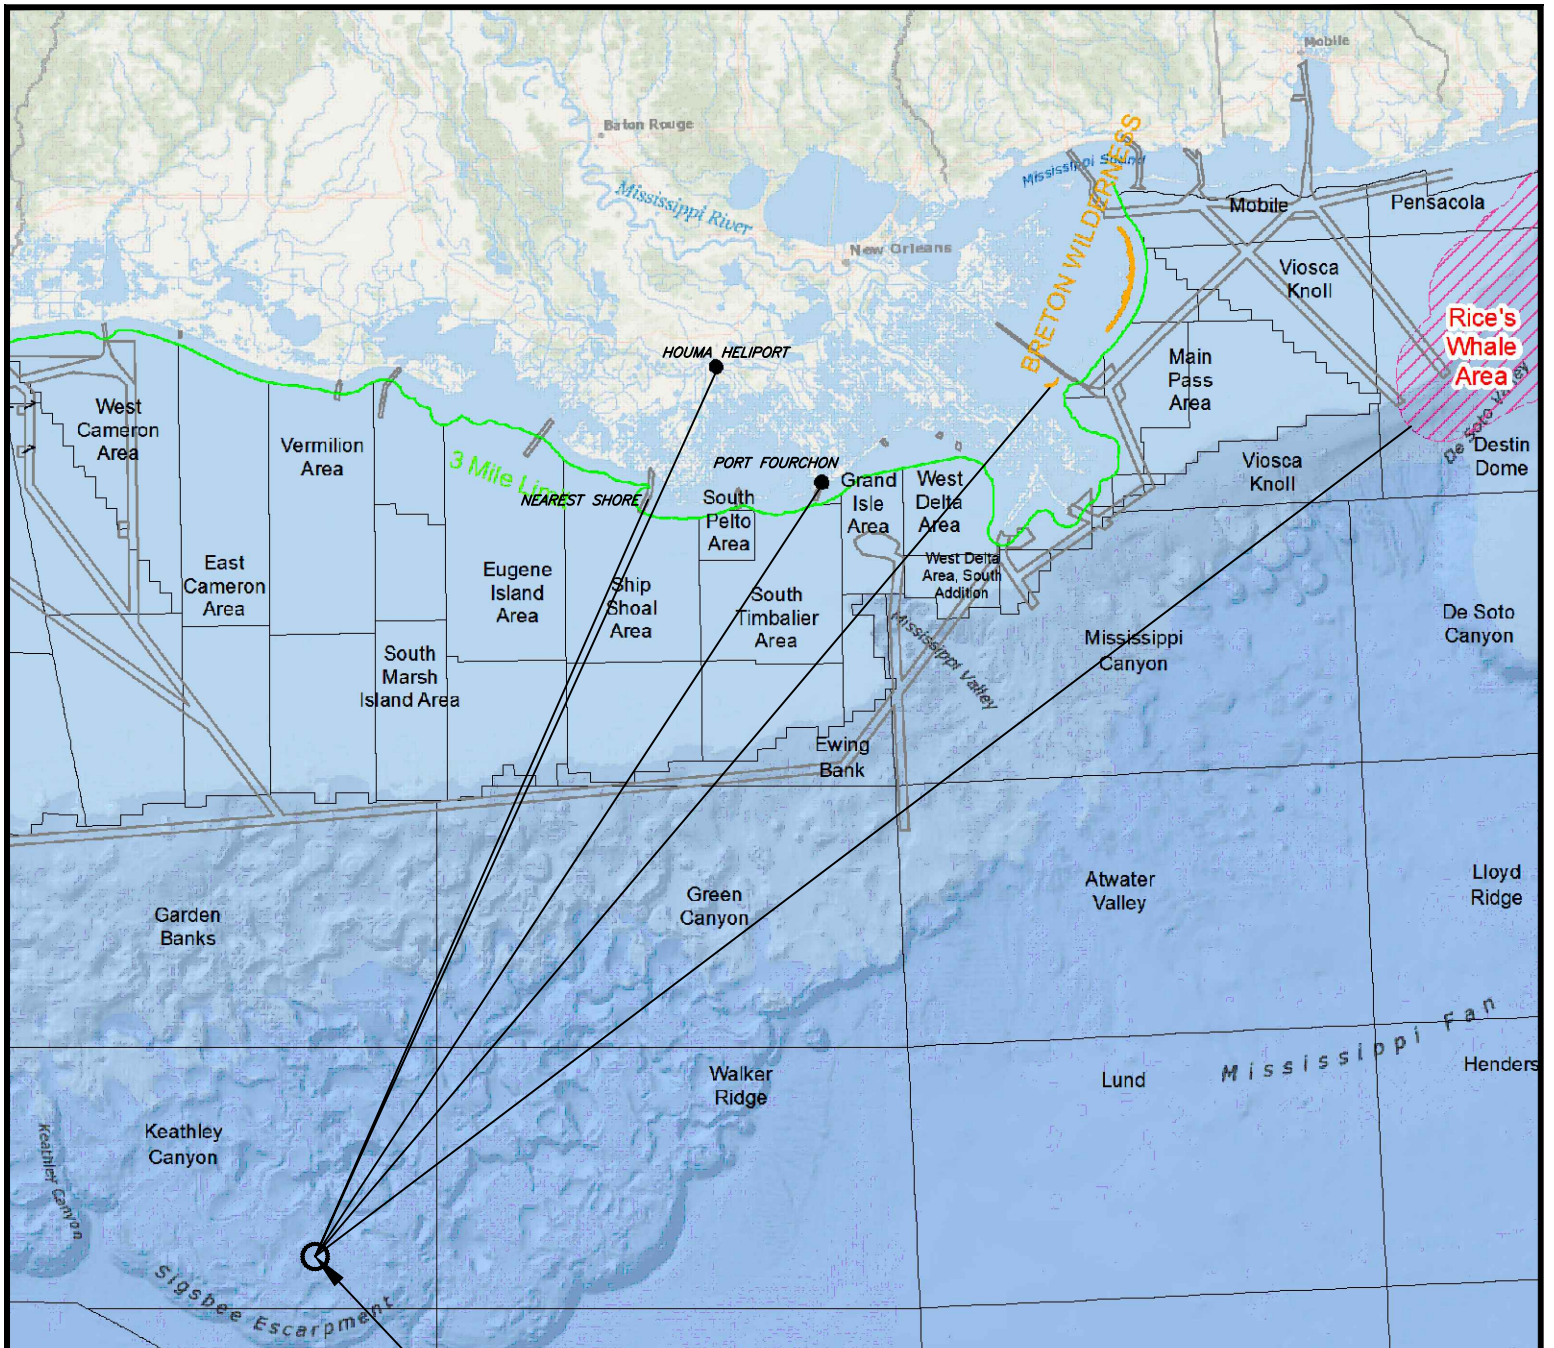 Mobile
Baton Rouge
Mississippi River
New Orleans
Mississippi Sound
BRETON WILDERNESS
Mobile
Pensacola
Viosca
Knoll
Rice's
Whale
Area
De Soto Valley
HOUMA HELIPORT
Main
Pass
Area
West
Cameron
Area
Vermilion
Area
3 Mile Limit
NEAREST SHORE
PORT FOURCHON
South
Pelto
Area
Grand
Isle
Area
West
Delta
Area
Viosca
Knoll
Destin
Dome
West Delta
Area, South
Addition
East
Cameron
Area
Eugene
Island
Area
Ship
Shoal
Area
South
Timbalier
Area
South
Marsh
Island Area
Mississippi Valley
Mississippi
Canyon
De Soto
Canyon
Ewing
Bank
Garden
Banks
Green
Canyon
Atwater
Valley
Lloyd
Ridge
Mississippi Fan
Keathley
Canyon
Keathley Canyon
Walker
Ridge
Lund
Henders
Sigsbee Escarpment